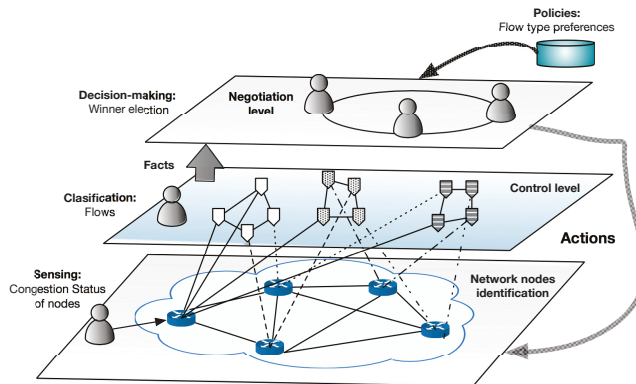 Policies:
Flow type preferences
Decision-making:
Winner election
Negotiation
level
Facts
Clasification:
Flows
Control level
Actions
Sensing:
Congestion Status
of nodes
Network nodes
identification